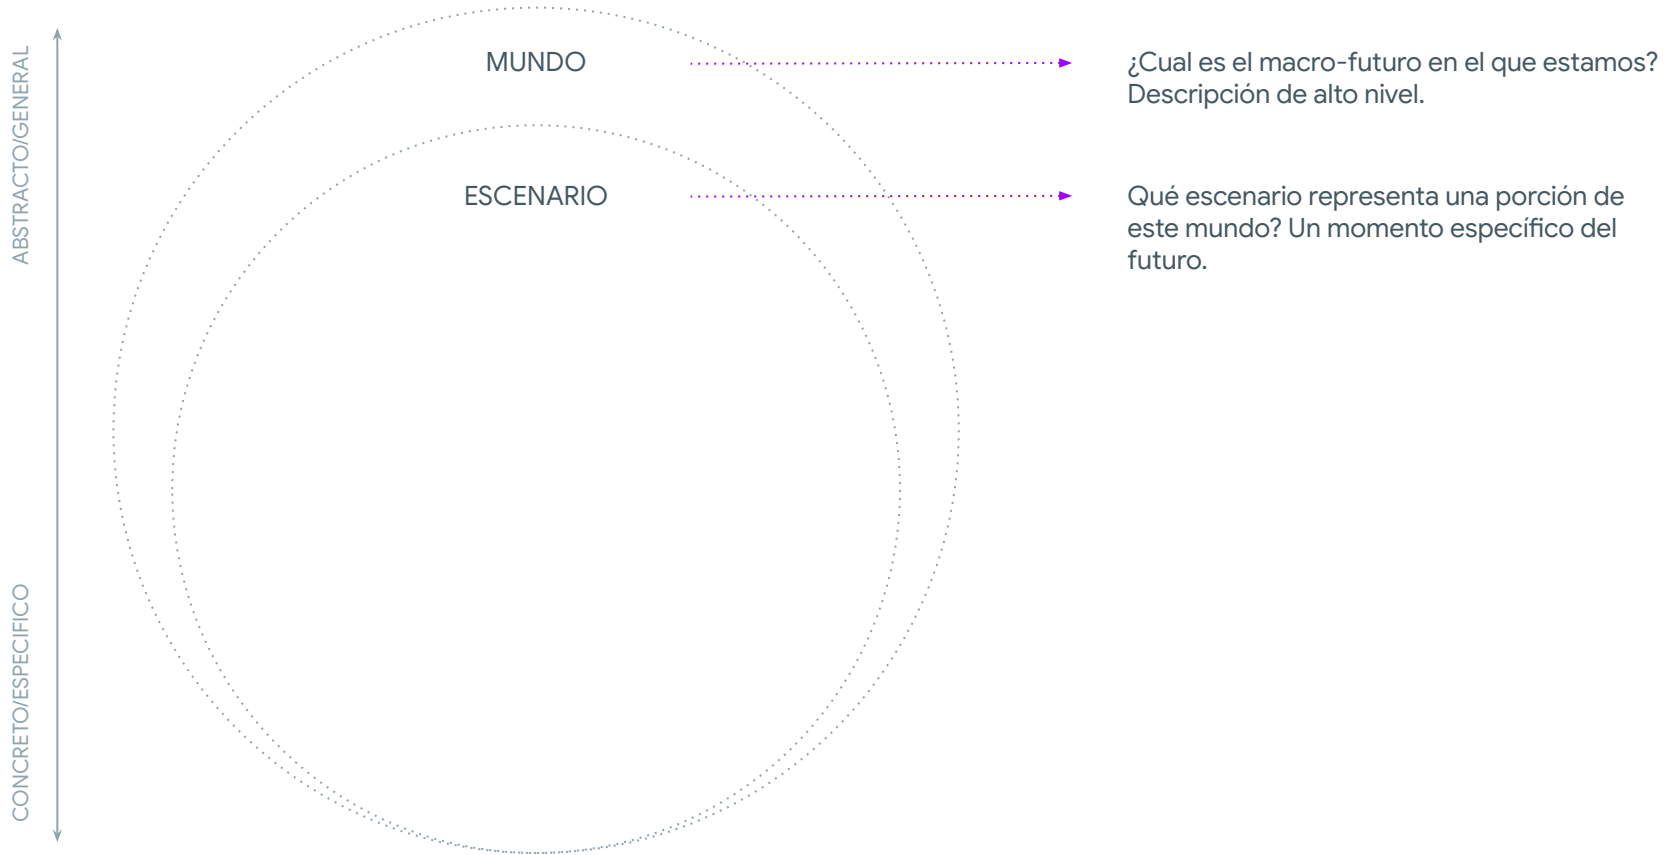 ABSTRACTO/GENERAL
CONCRETO/ESPECIFICO
MUNDO
¿Cual es el macro-futuro en el que estamos?
Descripción de alto nivel.
ESCENARIO
Qué escenario representa una porción de
este mundo? Un momento específico del
futuro.